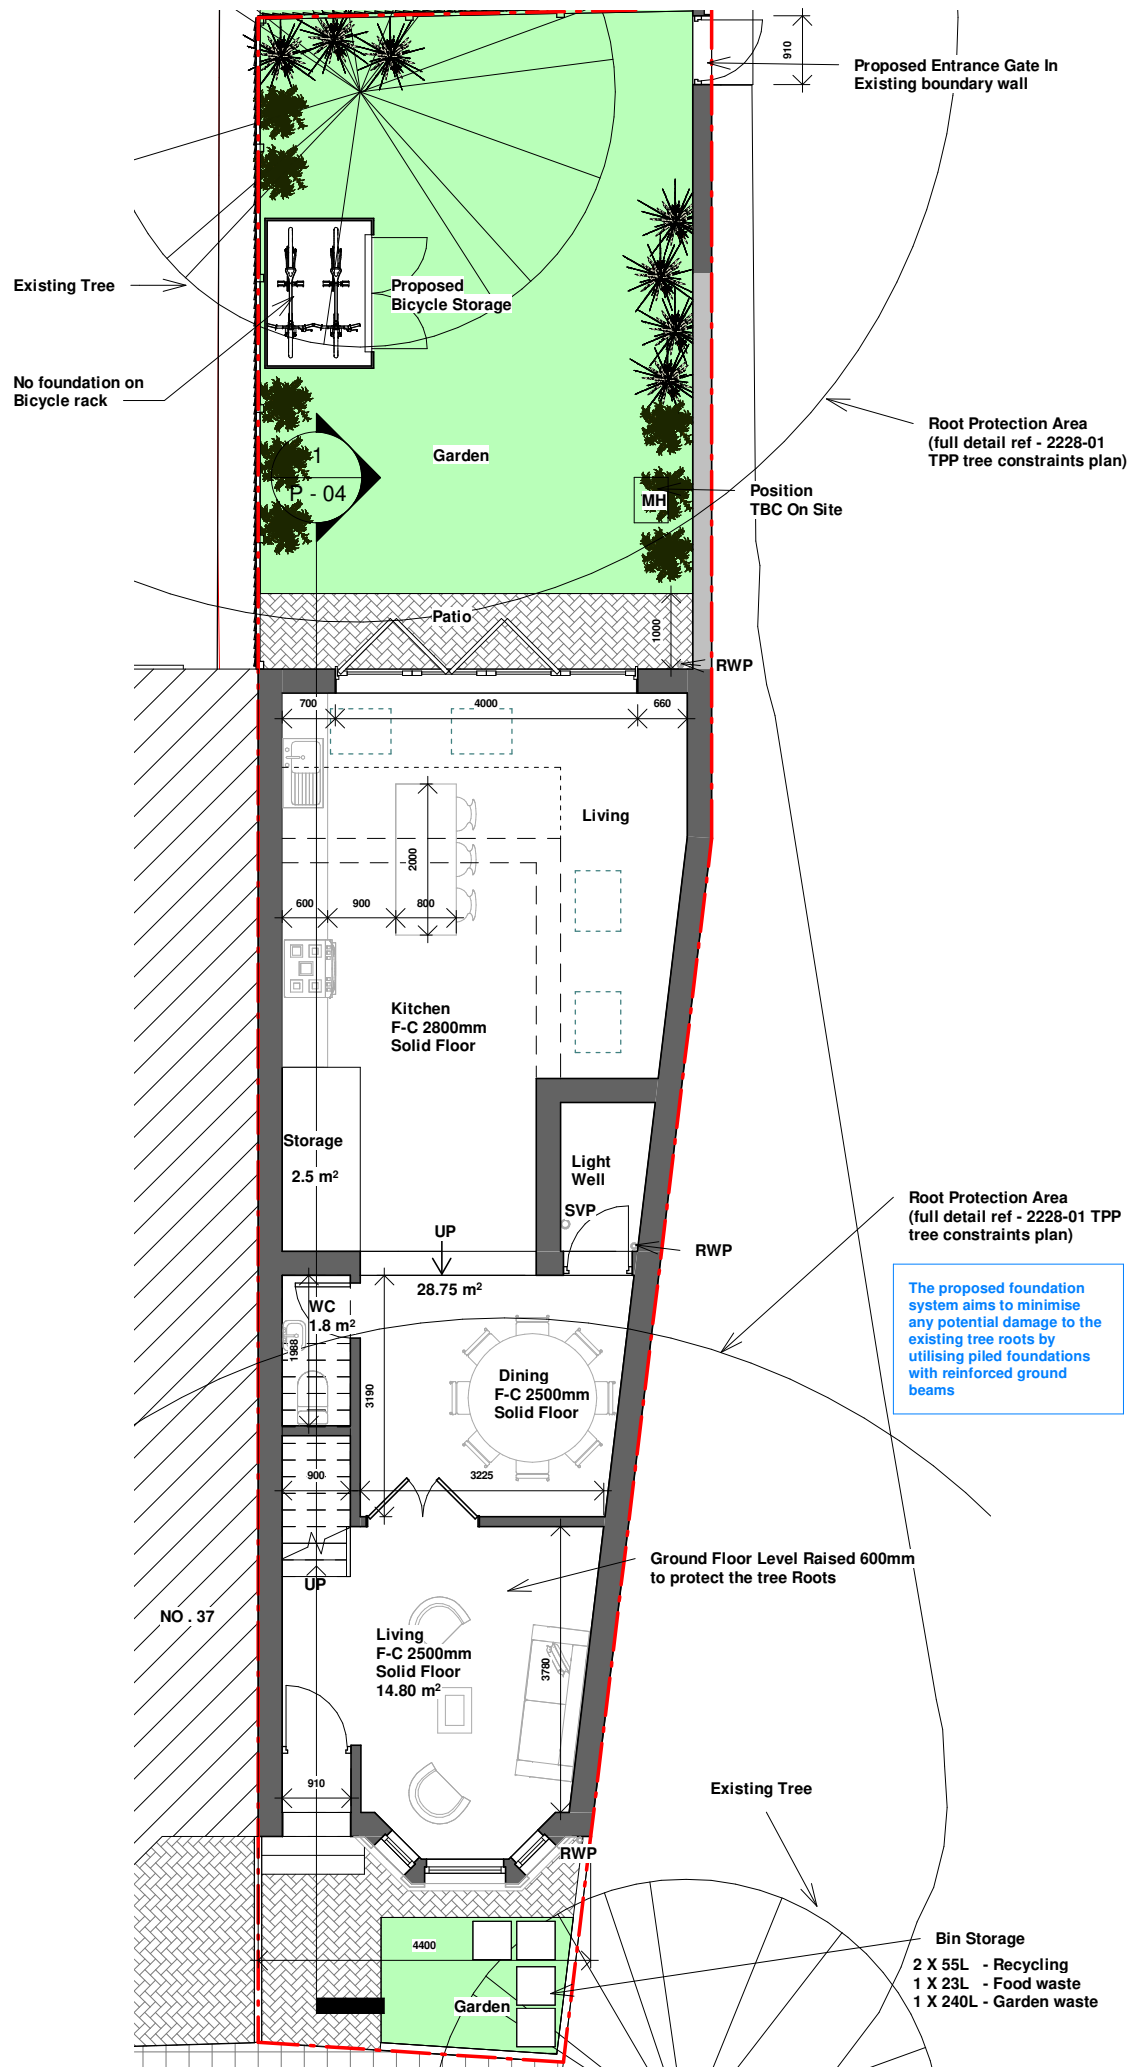 910
Proposed Entrance Gate In
Existing boundary wall
Existing Tree
Proposed
Bicycle Storage
No foundation on
Bicycle rack
Root Protection Area
(full detail ref - 2228-01
TPP tree constraints plan)
1
P - 04
Garden
MH
Position
TBC On Site
Patio
1000
RWP
700
4000
660
Living
2000
600
900
800
Kitchen
F-C 2800mm
Solid Floor
Storage
2.5 m²
Light
Well
SVP
UP
RWP
Root Protection Area
(full detail ref - 2228-01 TPP
tree constraints plan)
28.75 m²
WC
1.8 m²
1988
3190
The proposed foundation
system aims to minimise
any potential damage to the
existing tree roots by
utilising piled foundations
with reinforced ground
beams
Dining
F-C 2500mm
Solid Floor
900
3225
UP
Ground Floor Level Raised 600mm
to protect the tree Roots
NO . 37
Living
F-C 2500mm
Solid Floor
14.80 m²
3780
910
Existing Tree
RWP
4400
Garden
Bin Storage
2 X 55L - Recycling
1 X 23L - Food waste
1 X 240L - Garden waste